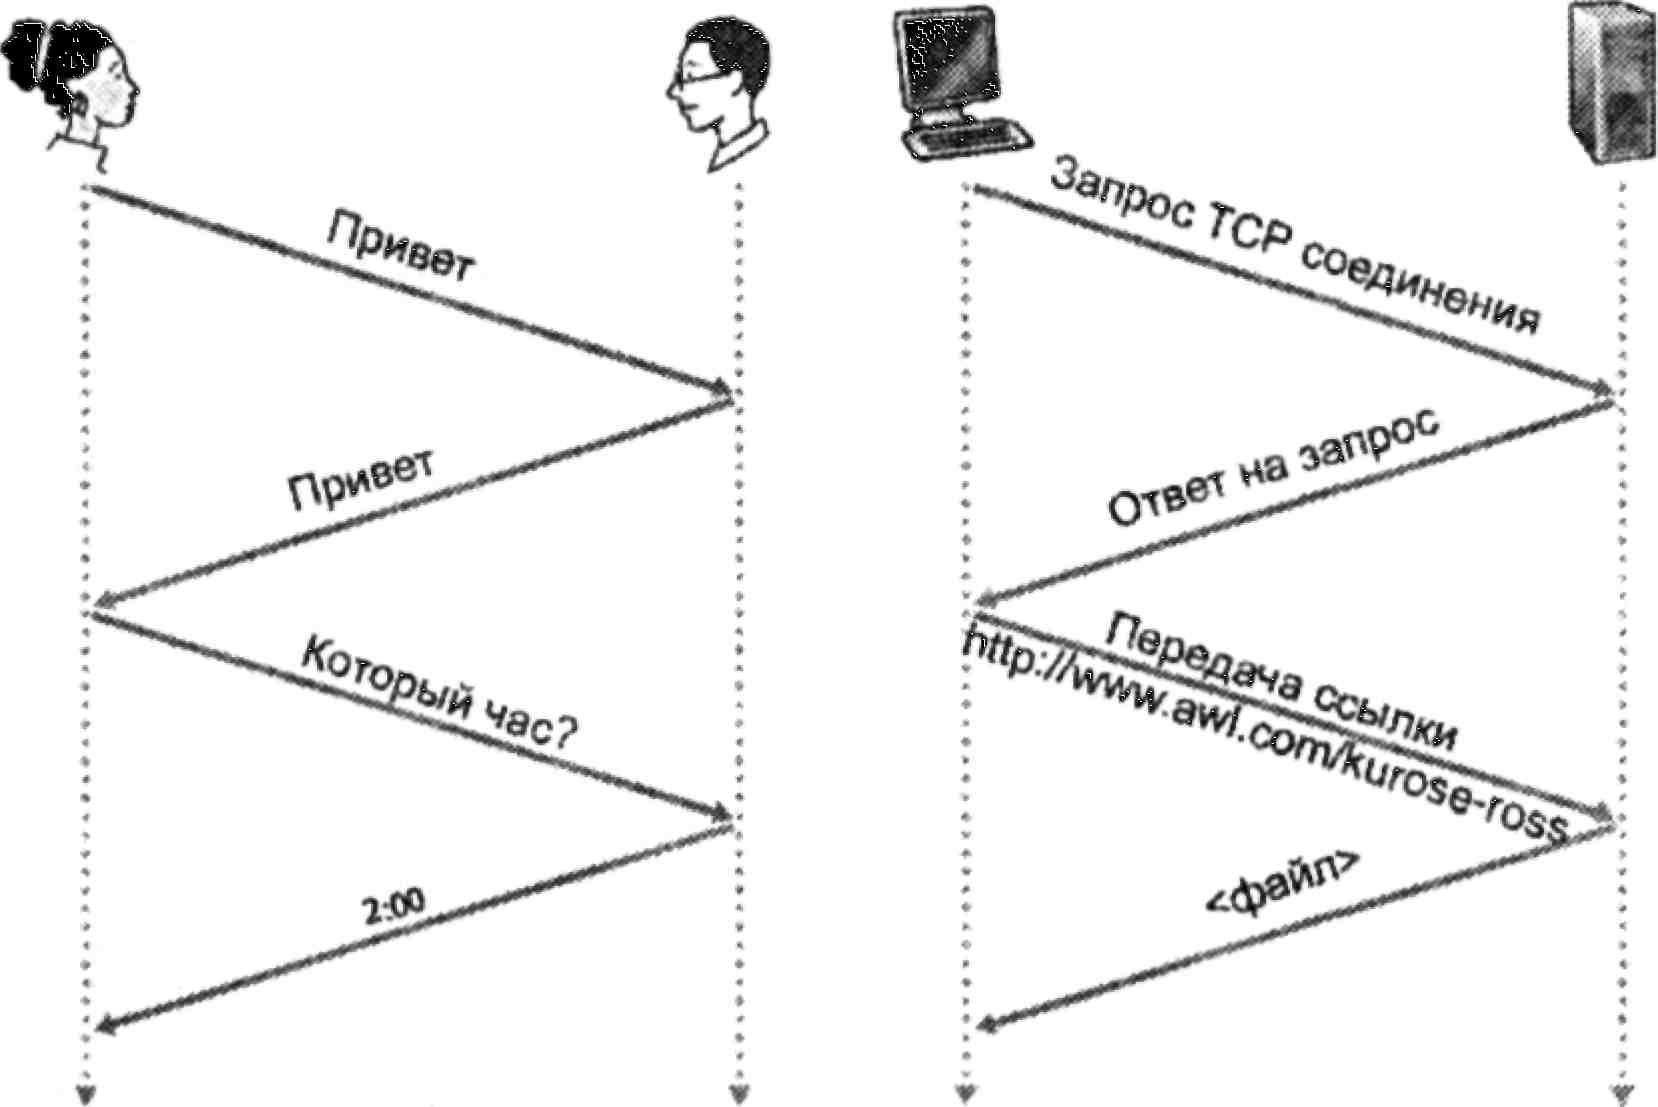 Привет
Привет
Который час?
2:00
Запрос TCP соединения
Ответ на запрос
Передача ссылки
http://www.awl.com/kurose-ross
<файл>